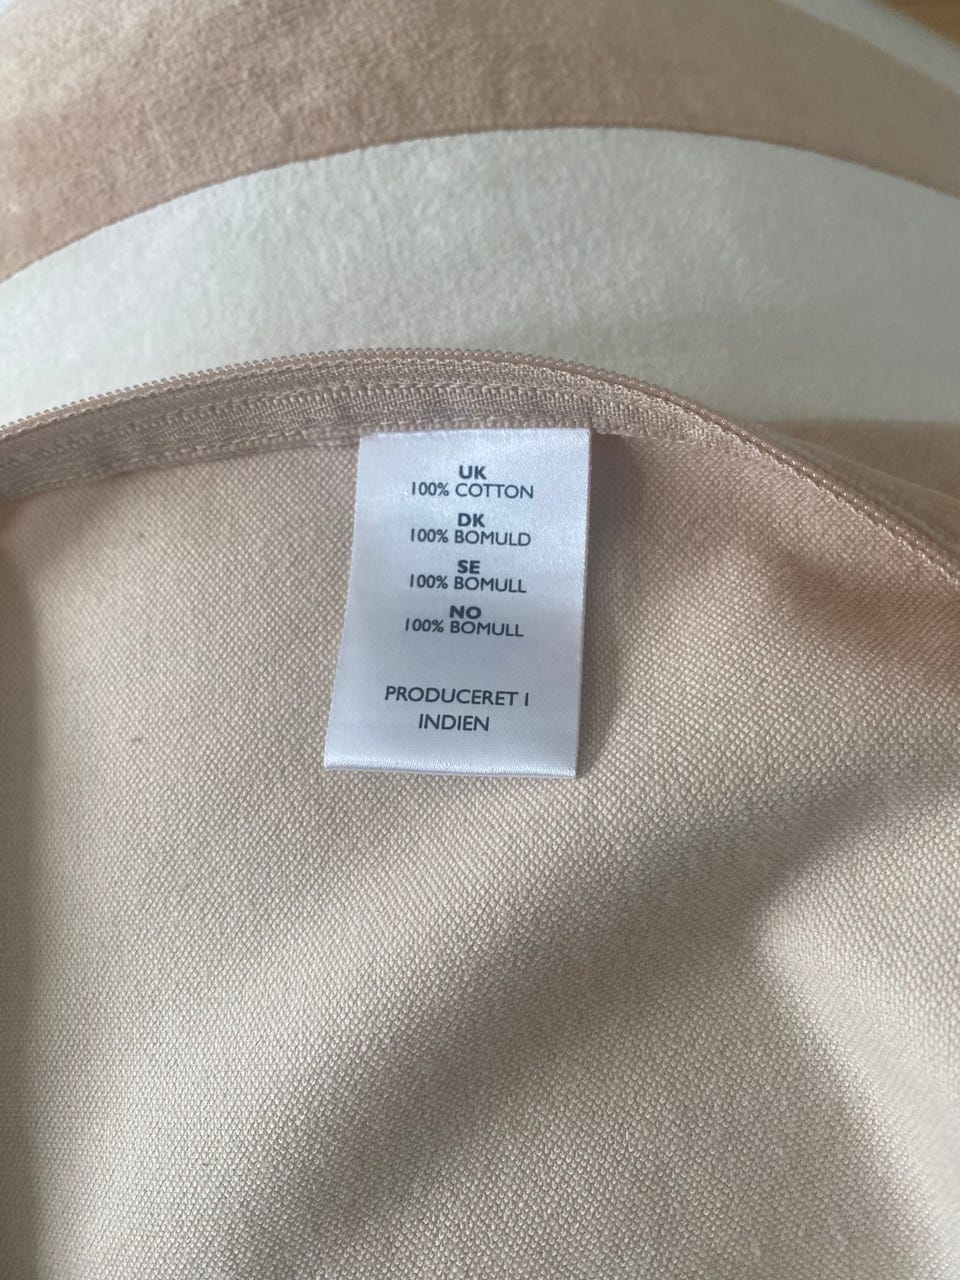 UK
100% COTTON
DK
100% BOMULD
SE
100% BOMULL
NO
100% BOMULL
PRODUCERET I
INDIEN